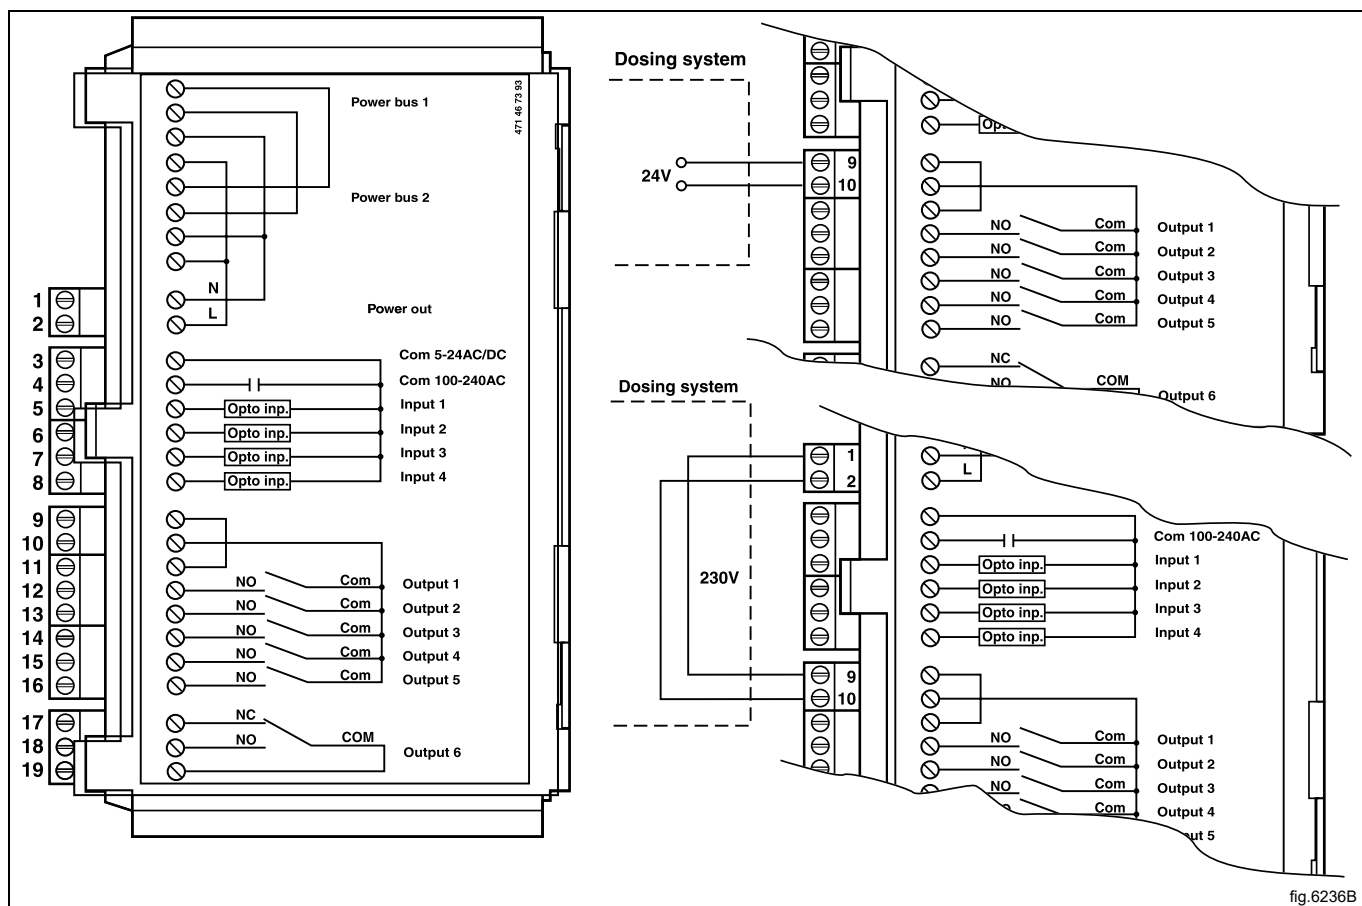 471 46 73 93
Power bus 1
Power bus 2
N
L
Power out
1
2
3
4
5
6
7
8
9
10
11
12
13
14
15
16
17
18
19
Com 5-24AC/DC
Com 100-240AC
Opto inp. Input 1
Opto inp. Input 2
Opto inp. Input 3
Opto inp. Input 4
NO Com Output 1
NO Com Output 2
NO Com Output 3
NO Com Output 4
NO Com Output 5
NC
NO COM Output 6
Dosing system
24V
9
10
NO Com Output 1
NO Com Output 2
NO Com Output 3
NO Com Output 4
NO Com Output 5
NC
NO COM Output 6
Dosing system
230V
1
2
L
Com 100-240AC
Opto inp. Input 1
Opto inp. Input 2
Opto inp. Input 3
Opto inp. Input 4
9
10
NO Com Output 1
NO Com Output 2
NO Com Output 3
Com Output 4
5
fig.6236B